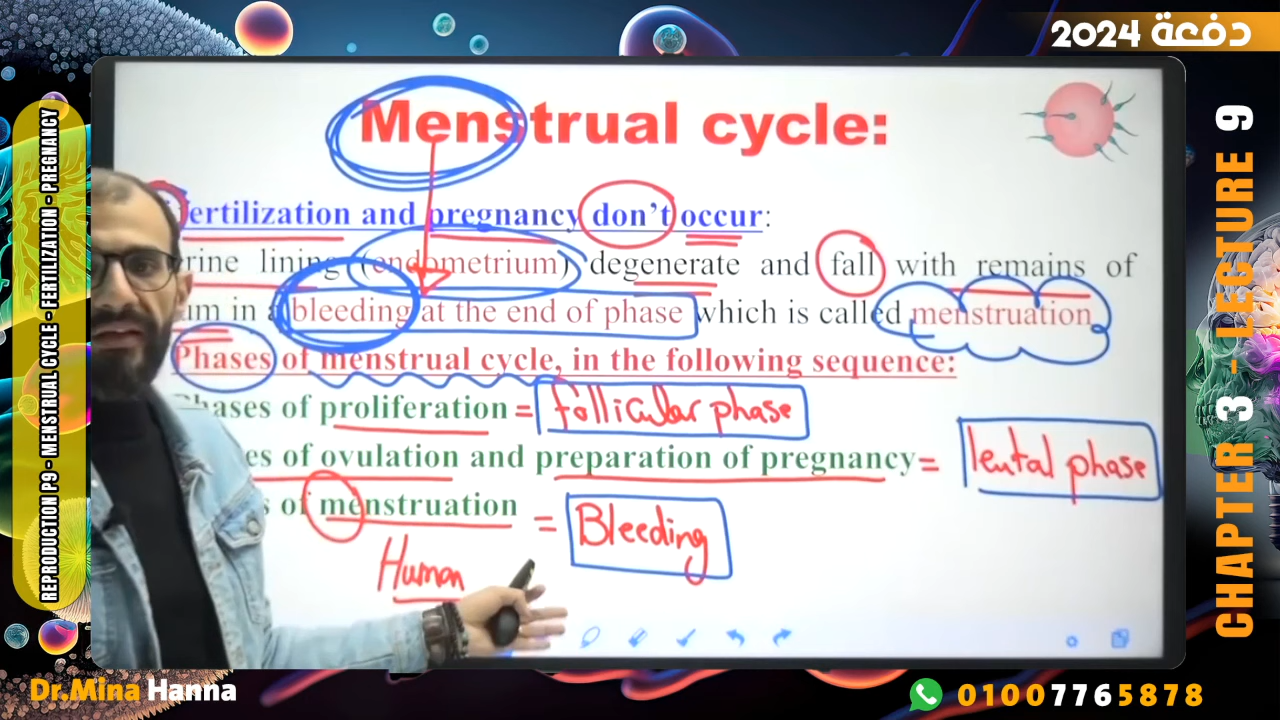 دفعة 2024
REPRODUCTION P9 - MENSTRUAL CYCLE - FERTILIZATION - PREGNANCY
Menstrual cycle:
fertilization and pregnancy don't occur:
rine lining (endometrium) degenerate and fall with remains of
um in a bleeding at the end of phase which is called menstruation
Phases of menstrual cycle, in the following sequence:
Phases of proliferation = follicular phase
es of ovulation and preparation of pregnancy = leutal phase
s of menstruation = Bleeding
Human
CHAPTER 3 - LECTURE 9
Dr.Mina Hanna
01007765878